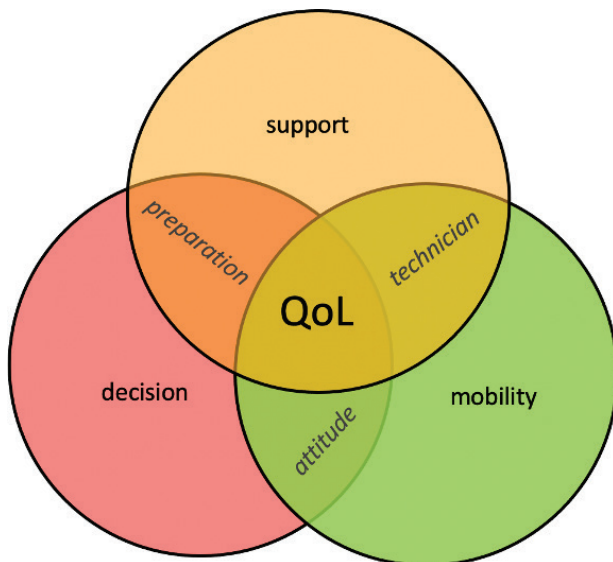 support
preparation
technician
QoL
decision
mobility
attitude